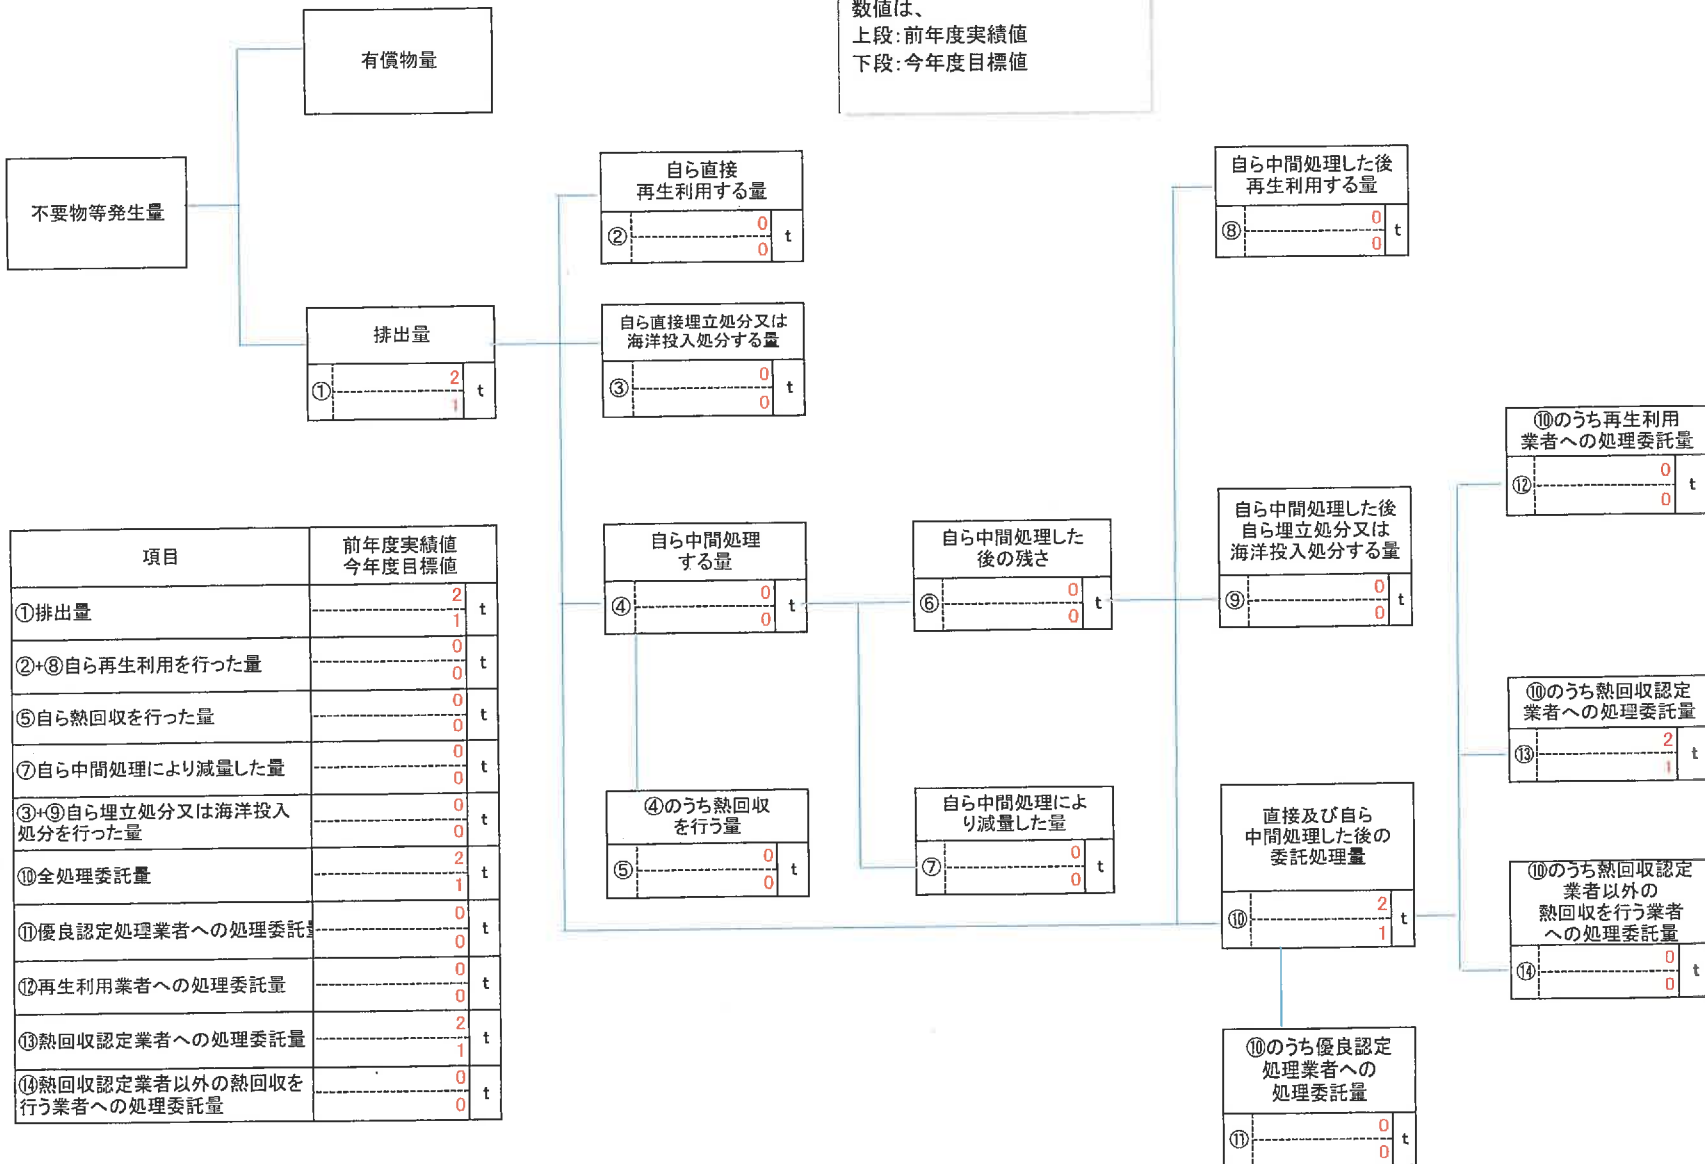 数値は、
上段:前年度実績値
下段:今年度目標値
有償物量
不要物等発生量
排出量
① 2 t
1
自ら直接
再生利用する量
② 0 t
0
自ら直接埋立処分又は
海洋投入処分する量
③ 0 t
0
自ら中間処理
する量
④ 0 t
0
④のうち熱回収
を行う量
⑤ 0 t
0
自ら中間処理した
後の残さ
⑥ 0 t
0
自ら中間処理によ
り減量した量
⑦ 0 t
0
自ら中間処理した後
再生利用する量
⑧ 0 t
0
自ら中間処理した後
自ら埋立処分又は
海洋投入処分する量
⑨ 0 t
0
直接及び自ら
中間処理した後の
委託処理量
⑩ 2 t
1
⑩のうち優良認定
処理業者への
処理委託量
⑪ 0 t
0
⑩のうち再生利用
業者への処理委託量
⑫ 0 t
0
⑩のうち熱回収認定
業者への処理委託量
⑬ 2 t
1
⑩のうち熱回収認定
業者以外の
熱回収を行う業者
への処理委託量
⑭ 0 t
0
項目
前年度実績値
今年度目標値
①排出量 2 t
1
②+⑧自ら再生利用を行った量 0 t
0
⑤自ら熱回収を行った量 0 t
0
⑦自ら中間処理により減量した量 0 t
0
③+⑨自ら埋立処分又は海洋投入
処分を行った量 0 t
0
⑩全処理委託量 2 t
1
⑪優良認定処理業者への処理委託 0 t
0
⑫再生利用業者への処理委託量 0 t
0
⑬熱回収認定業者への処理委託量 2 t
1
⑭熱回収認定業者以外の熱回収を
行う業者への処理委託量 0 t
0